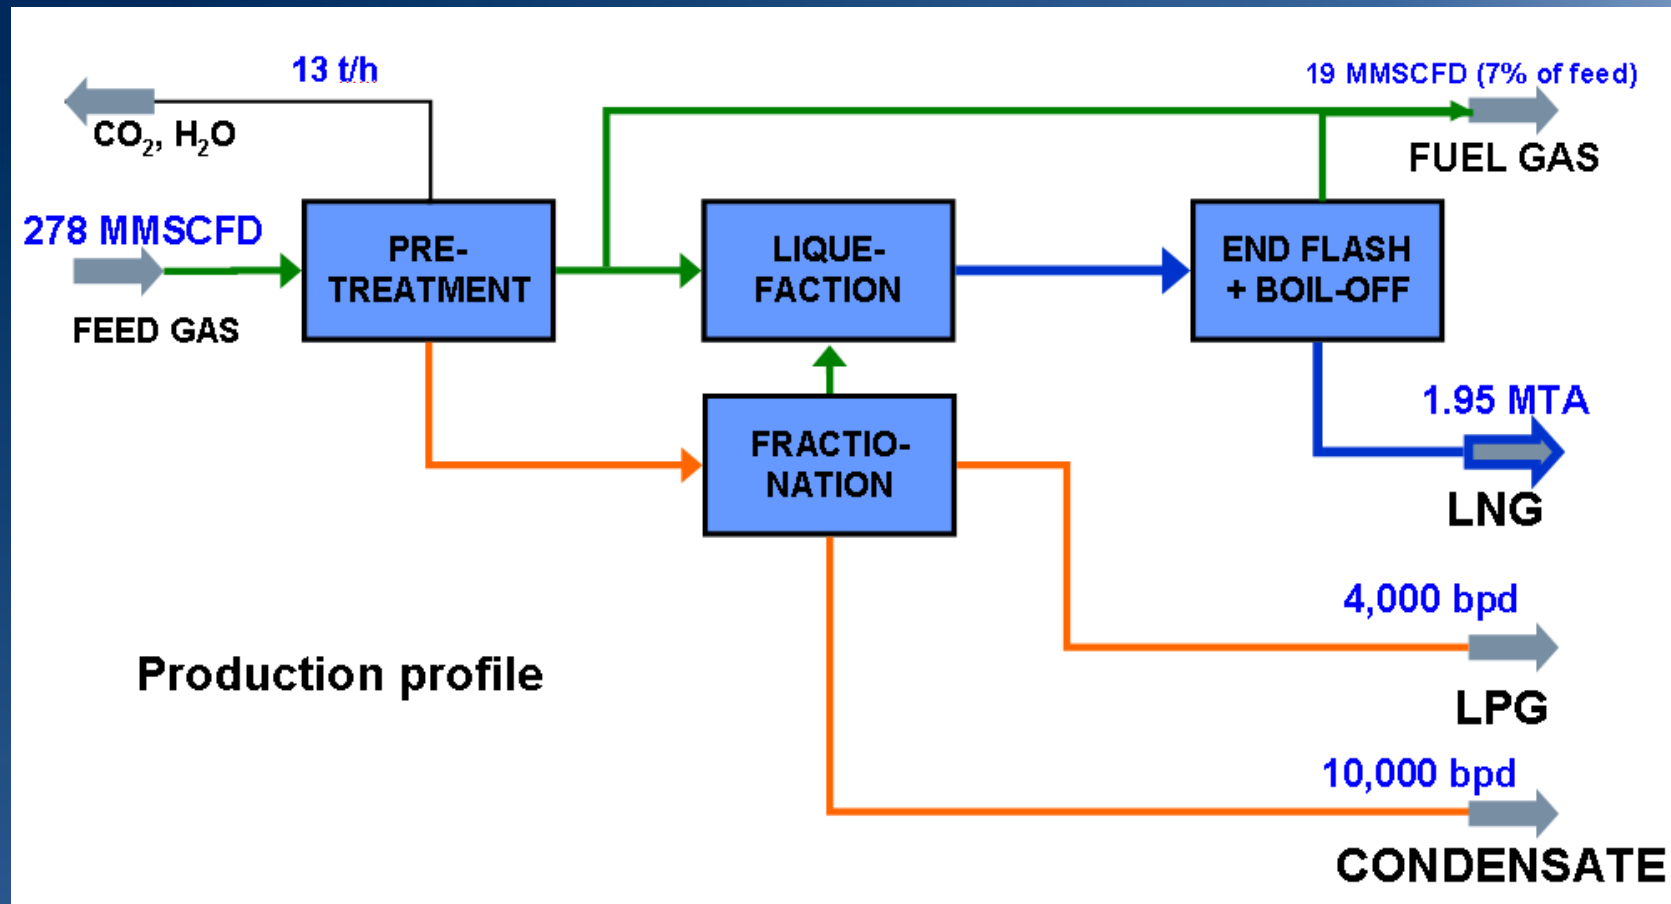 13 t/h
19 MMSCFD (7% of feed)
CO₂, H₂O
FUEL GAS
278 MMSCFD
FEED GAS
PRE-
TREATMENT
LIQUE-
FACTION
END FLASH
+ BOIL-OFF
FRACTIO-
NATION
1.95 MTA
LNG
4,000 bpd
LPG
Production profile
10,000 bpd
CONDENSATE